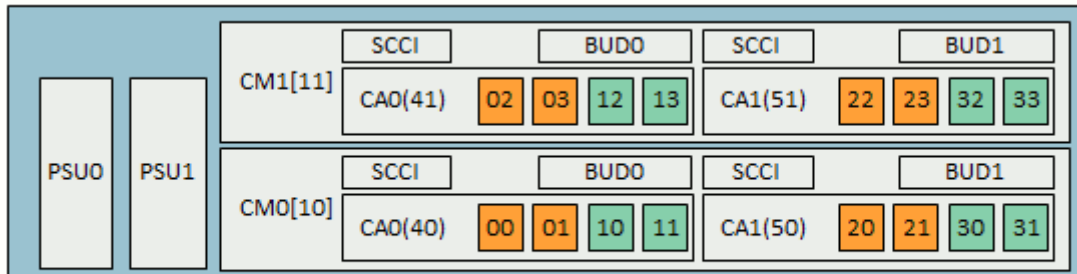 SCCI BUD0 SCCI BUD1
CM1[11]
CA0(41) 02 03 12 13 CA1(51) 22 23 32 33
PSU0 PSU1
SCCI BUD0 SCCI BUD1
CM0[10]
CA0(40) 00 01 10 11 CA1(50) 20 21 30 31